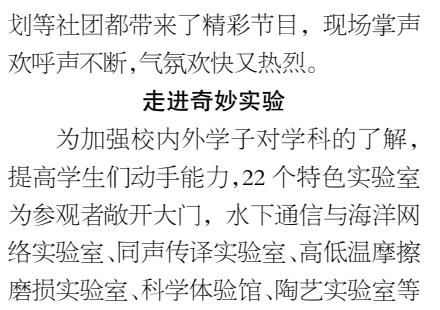 划等社团都带来了精彩节目，现场掌声
欢呼声不断，气氛欢快又热烈。
走进奇妙实验
为加强校内外学子对学科的了解，
提高学生们动手能力，22 个特色实验室
为参观者敞开大门，水下通信与海洋网
络实验室、同声传译实验室、高低温摩擦
磨损实验室、科学体验馆、陶艺实验室等